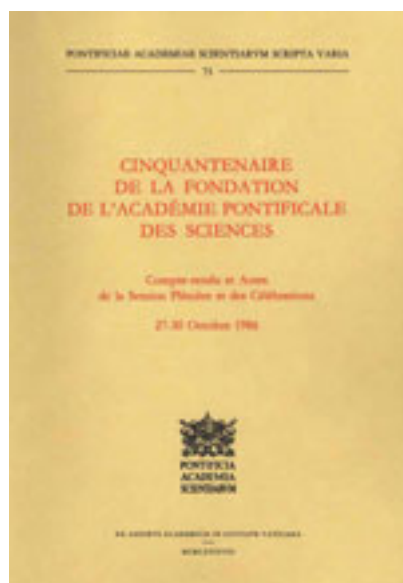 PONTIFICIAE ACADEMIAE SCIENTIARVM SCRIPTA VARIA
71
CINQUANTENAIRE
DE LA FONDATION
DE L'ACADÉMIE PONTIFICALE
DES SCIENCES
Compte-rendu et Actes
de la Session Plénière et des Célébrations
27-30 Octobre 1986
PONTIFICIA
ACADEMIA
SCIENTIARVM
EX AEDIBVS ACADEMICIS IN CIVITATE VATICANA